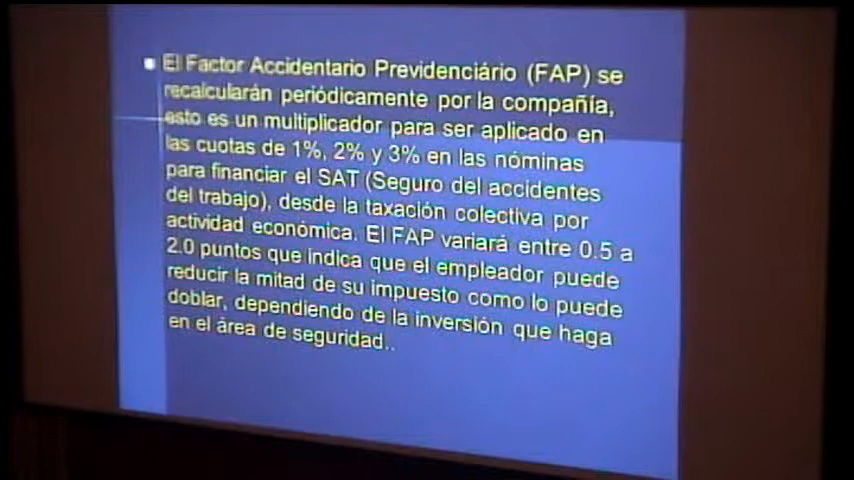 El Factor Accidentario Previdenciário (FAP) se
recalcularán periódicamente por la compañía,
esto es un multiplicador para ser aplicado en
las cuotas de 1%, 2% y 3% en las nóminas
para financiar el SAT (Seguro del accidentes
del trabajo), desde la taxación colectiva por
actividad económica. El FAP variará entre 0.5 a
2.0 puntos que indica que el empleador puede
reducir la mitad de su impuesto como lo puede
doblar, dependiendo de la inversión que haga
en el área de seguridad..